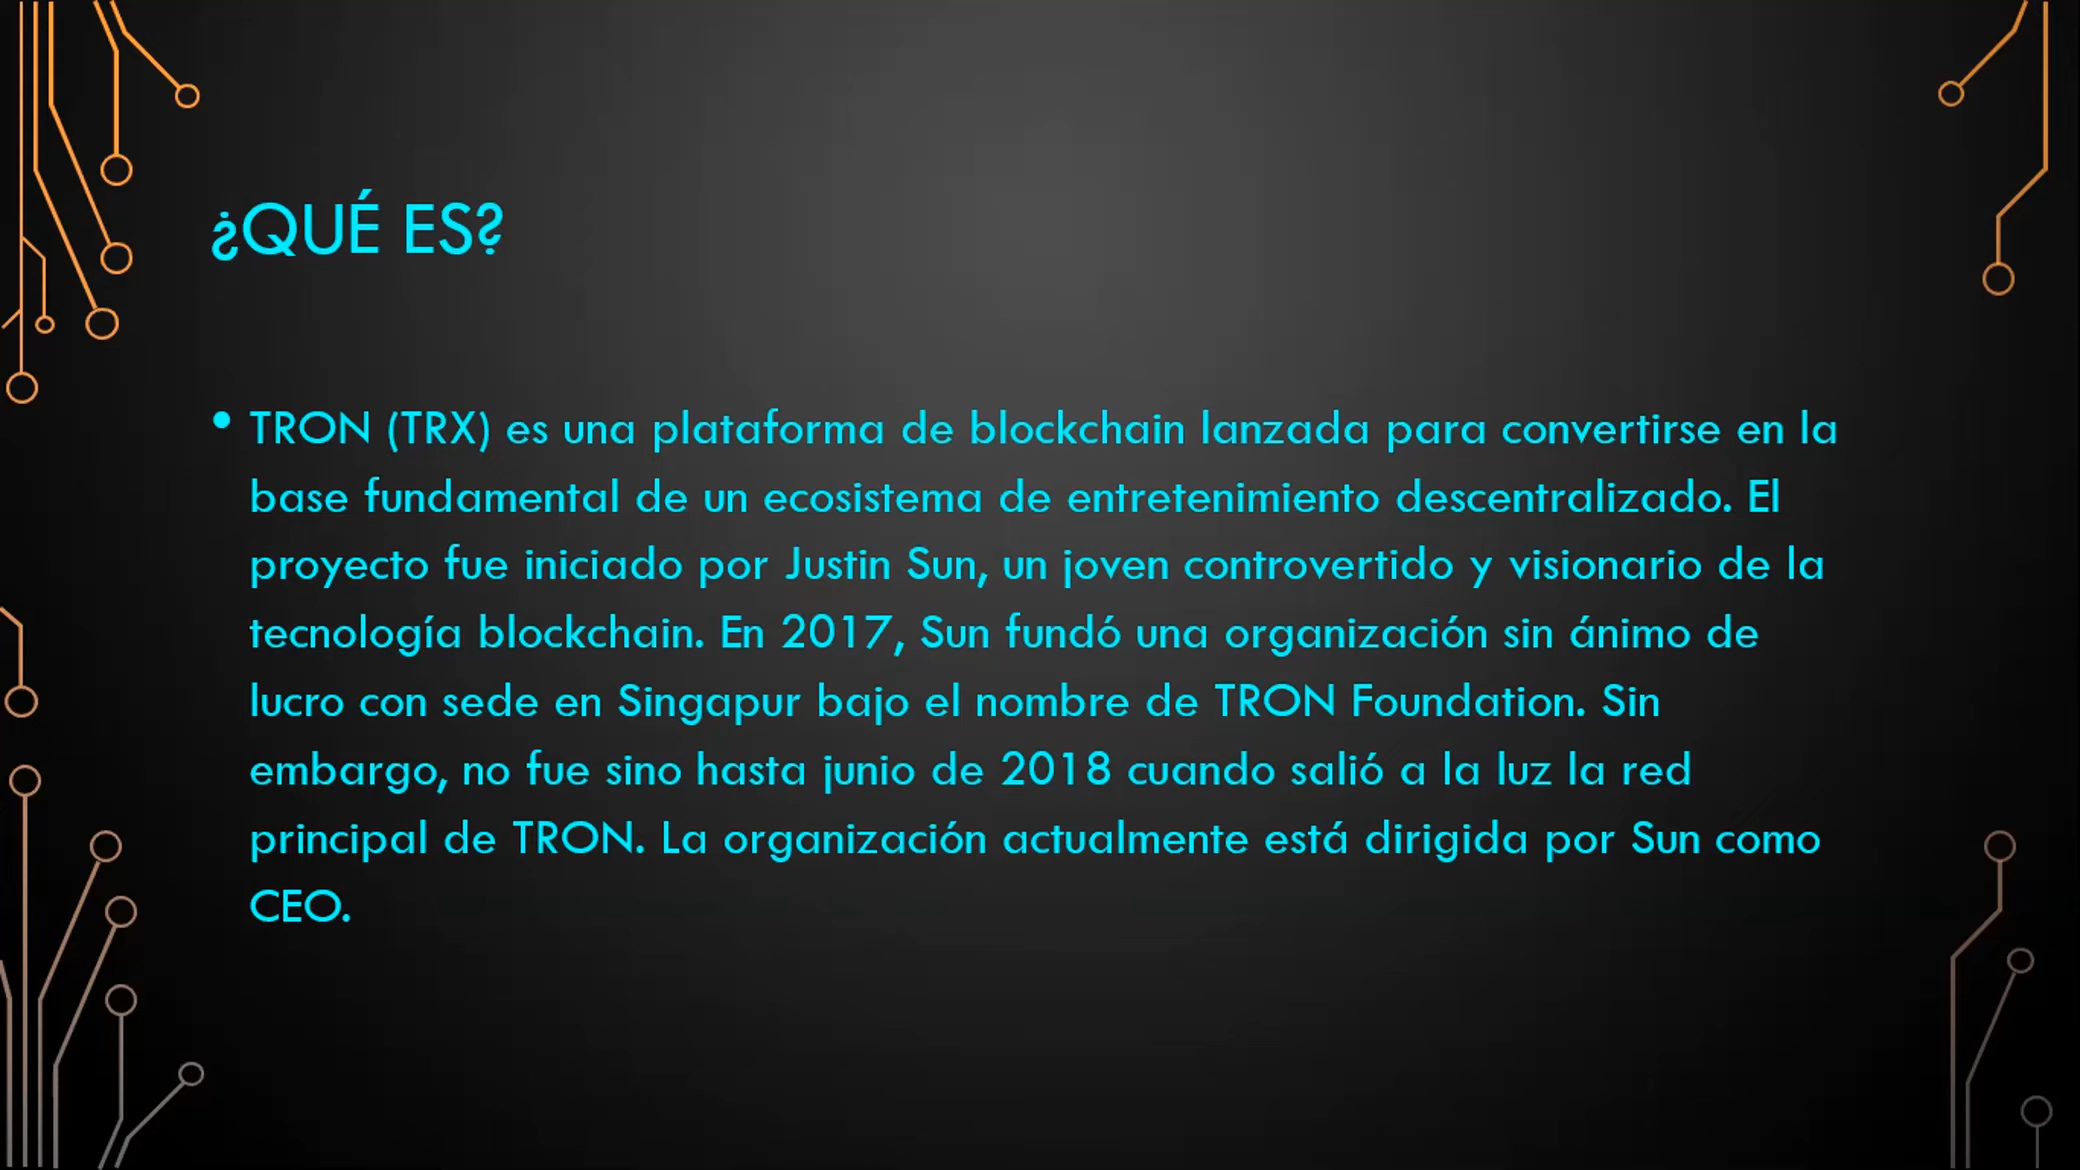 ¿QUÉ ES?
• TRON (TRX) es una plataforma de blockchain lanzada para convertirse en la
base fundamental de un ecosistema de entretenimiento descentralizado. El
proyecto fue iniciado por Justin Sun, un joven controvertido y visionario de la
tecnología blockchain. En 2017, Sun fundó una organización sin ánimo de
lucro con sede en Singapur bajo el nombre de TRON Foundation. Sin
embargo, no fue sino hasta junio de 2018 cuando salió a la luz la red
principal de TRON. La organización actualmente está dirigida por Sun como
CEO.